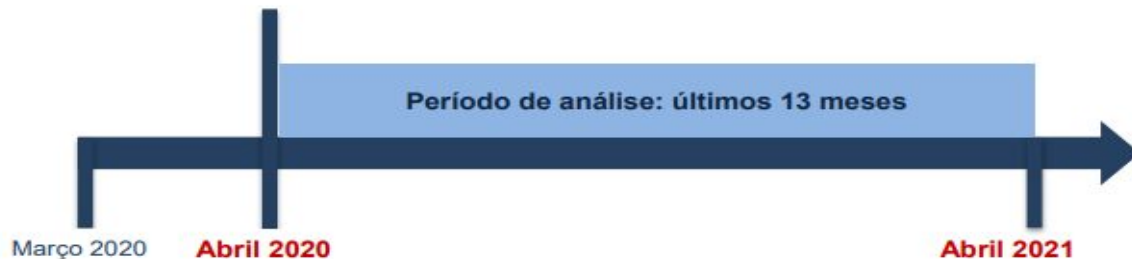 Período de análise: últimos 13 meses
Março 2020
Abril 2020
Abril 2021